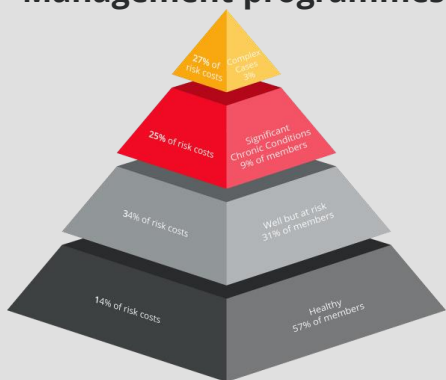 Management programmes
27% of
risk costs
Complex
Cases
3%
25% of risk costs
Significant
Chronic Conditions
9% of members
34% of risk costs
Well but at risk
31% of members
14% of risk costs
Healthy
57% of members